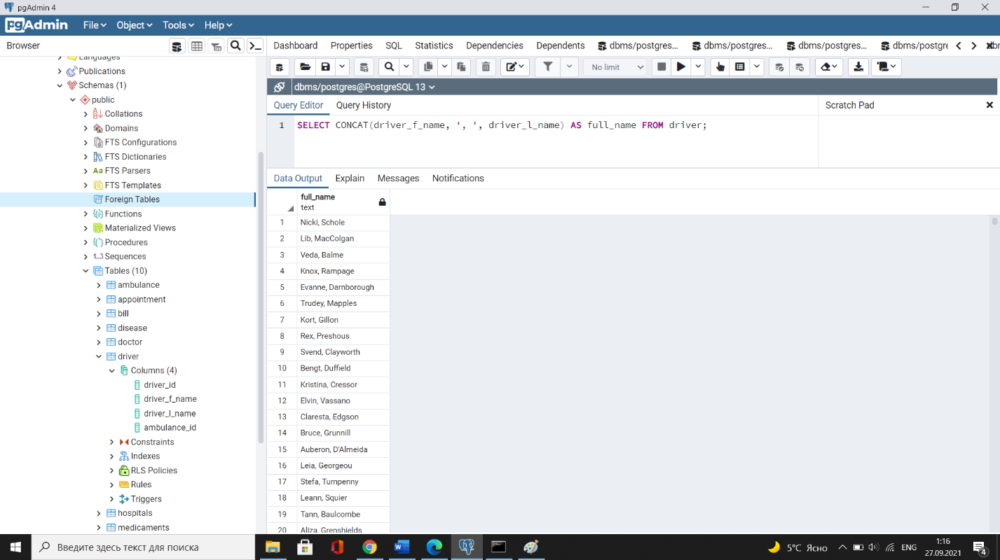 pgAdmin 4
pgAdmin File Object Tools Help
Browser
Dashboard Properties SQL Statistics Dependencies Dependents dbms/postgres... dbms/postgres... dbms/postgres... dbms/postgre
No limit
dbms/postgres@PostgreSQL 13
Query Editor Query History
Scratch Pad
1 SELECT CONCAT(driver_f_name, ', ', driver_l_name) AS full_name FROM driver;
Data Output Explain Messages Notifications
full_name
text
1 Nicki, Schole
2 Lib, MacColgan
3 Veda, Balme
4 Knox, Rampage
5 Evanne, Darnborough
6 Trudey, Mapples
7 Kort, Gillon
8 Rex, Preshous
9 Svend, Clayworth
10 Bengt, Duffield
11 Kristina, Cressor
12 Elvin, Vassano
13 Claresta, Edgson
14 Bruce, Grunnill
15 Auberon, D'Almeida
16 Leia, Georgeou
17 Stefa, Turnpenny
18 Leann, Squier
19 Tann, Baulcombe
20 Aliza, Grenshields
Languages
Publications
Schemas (1)
public
Collations
Domains
FTS Configurations
FTS Dictionaries
Aa FTS Parsers
FTS Templates
Foreign Tables
Functions
Materialized Views
Procedures
1..3 Sequences
Tables (10)
ambulance
appointment
bill
disease
doctor
driver
Columns (4)
driver_id
driver_f_name
driver_l_name
ambulance_id
Constraints
Indexes
RLS Policies
Rules
Triggers
hospitals
medicaments
Введите здесь текст для поиска
5°C Ясно
ENG
1:16
27.09.2021
4